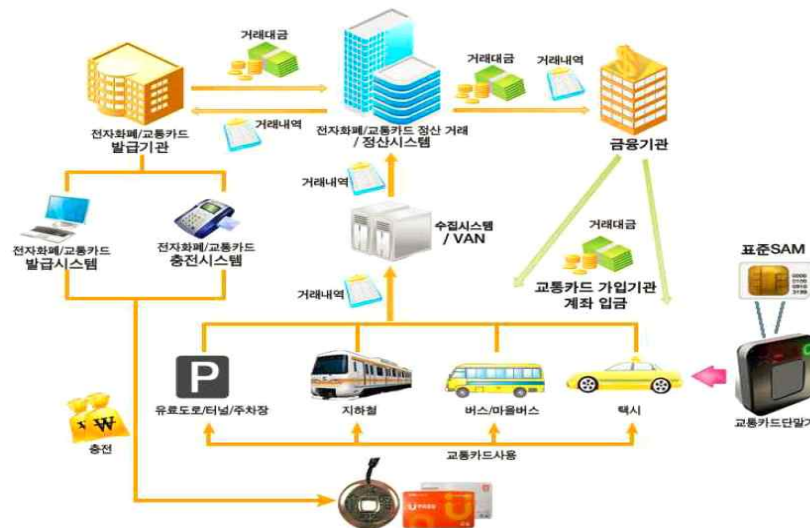 거래대금
거래내역
전자화폐/교통카드
발급기관
전자화폐/교통카드 정산 거래
/ 정산시스템
거래대금
거래내역
금융기관
전자화폐/교통카드
발급시스템
전자화폐/교통카드
충전시스템
거래내역
수집시스템
/ VAN
거래내역
거래대금
교통카드 가입기관
계좌 입금
표준SAM
P
유료도로/터널/주차장
지하철
버스/마을버스
택시
교통카드단말기
교통카드사용
₩
충전